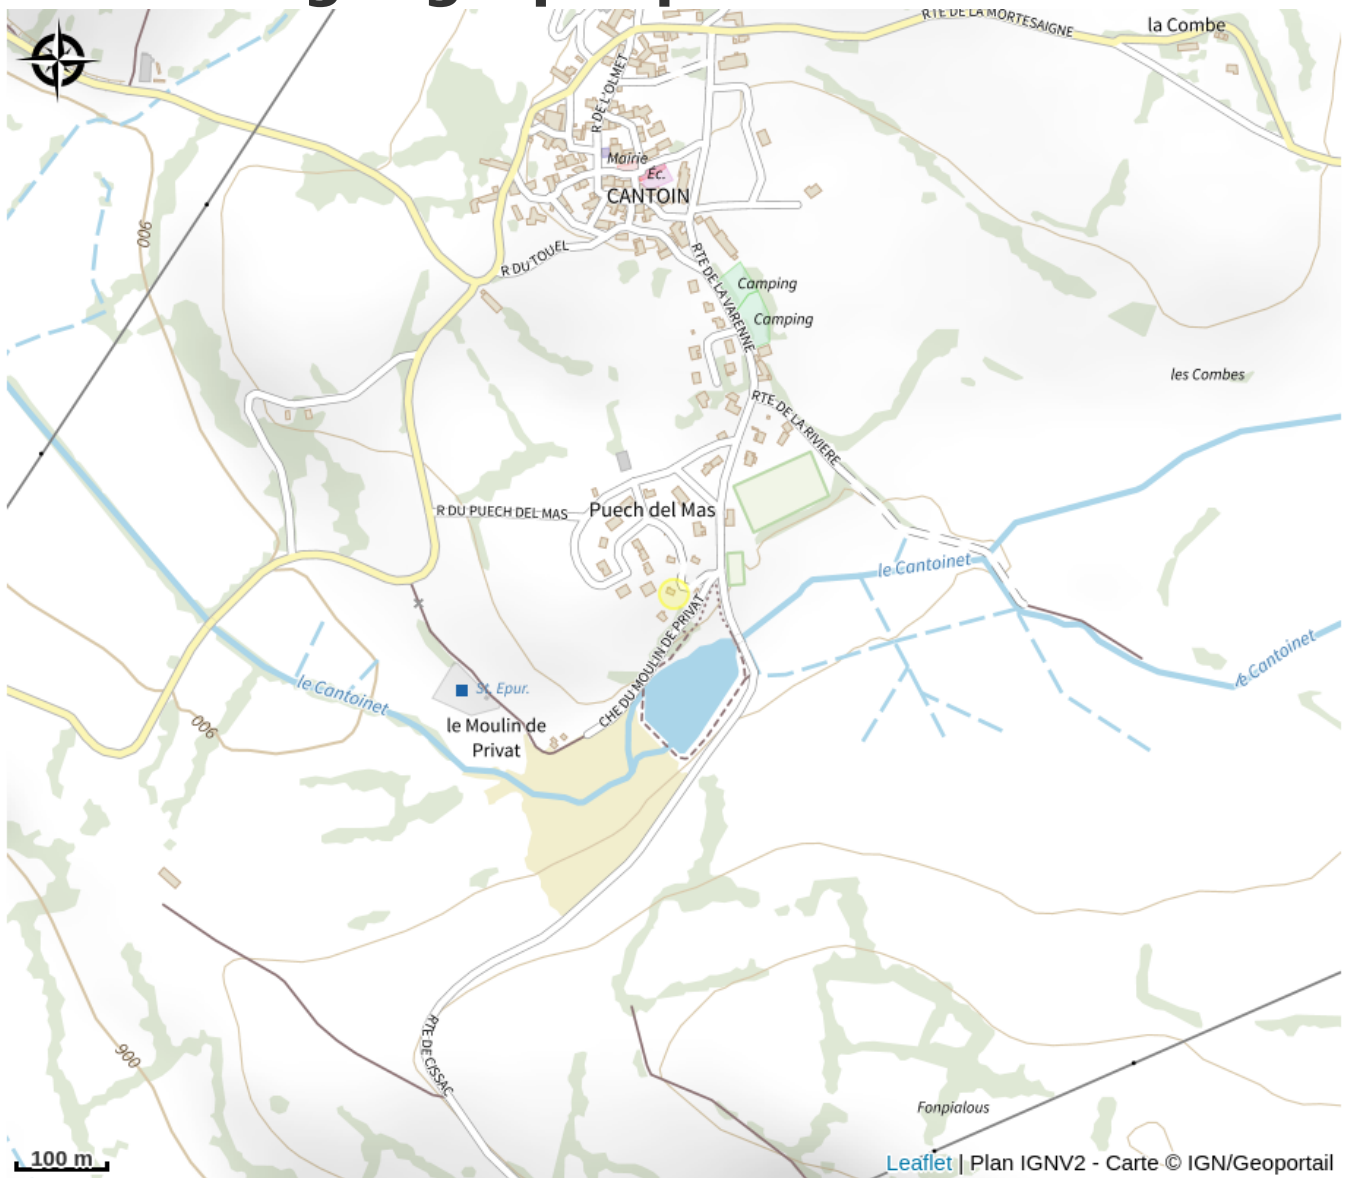 RTE DE LA MORTESAIGNE
la Combe
R DE L'OLMET
Mairie
Ec.
CANTOIN
900
R DU TOUEL
RTE DE LA VARENNE
Camping
Camping
les Combes
RTE DE LA RIVIERE
R DU PUECH DEL MAS
Puech del Mas
le Cantoinet
CHE DU MOULIN DE PRIVAT
le Cantoinet
St. Epur.
le Cantoinet
900
le Moulin de
Privat
RTE DE CISSAC
900
Fonpialous
100 m
Leaflet | Plan IGNV2 - Carte © IGN/Geoportail